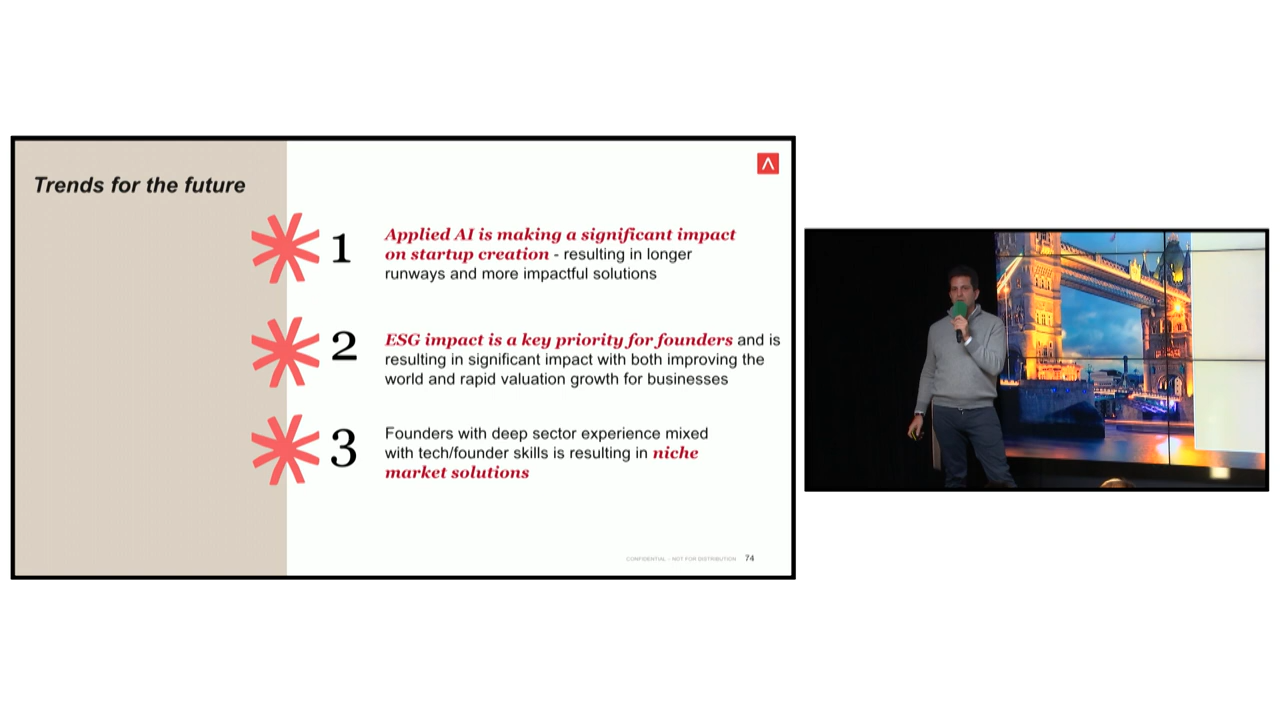 Trends for the future
1
Applied AI is making a significant impact
on startup creation - resulting in longer
runways and more impactful solutions
2
ESG impact is a key priority for founders and is
resulting in significant impact with both improving the
world and rapid valuation growth for businesses
3
Founders with deep sector experience mixed
with tech/founder skills is resulting in niche
market solutions
CONFIDENTIAL - NOT FOR DISTRIBUTION 74